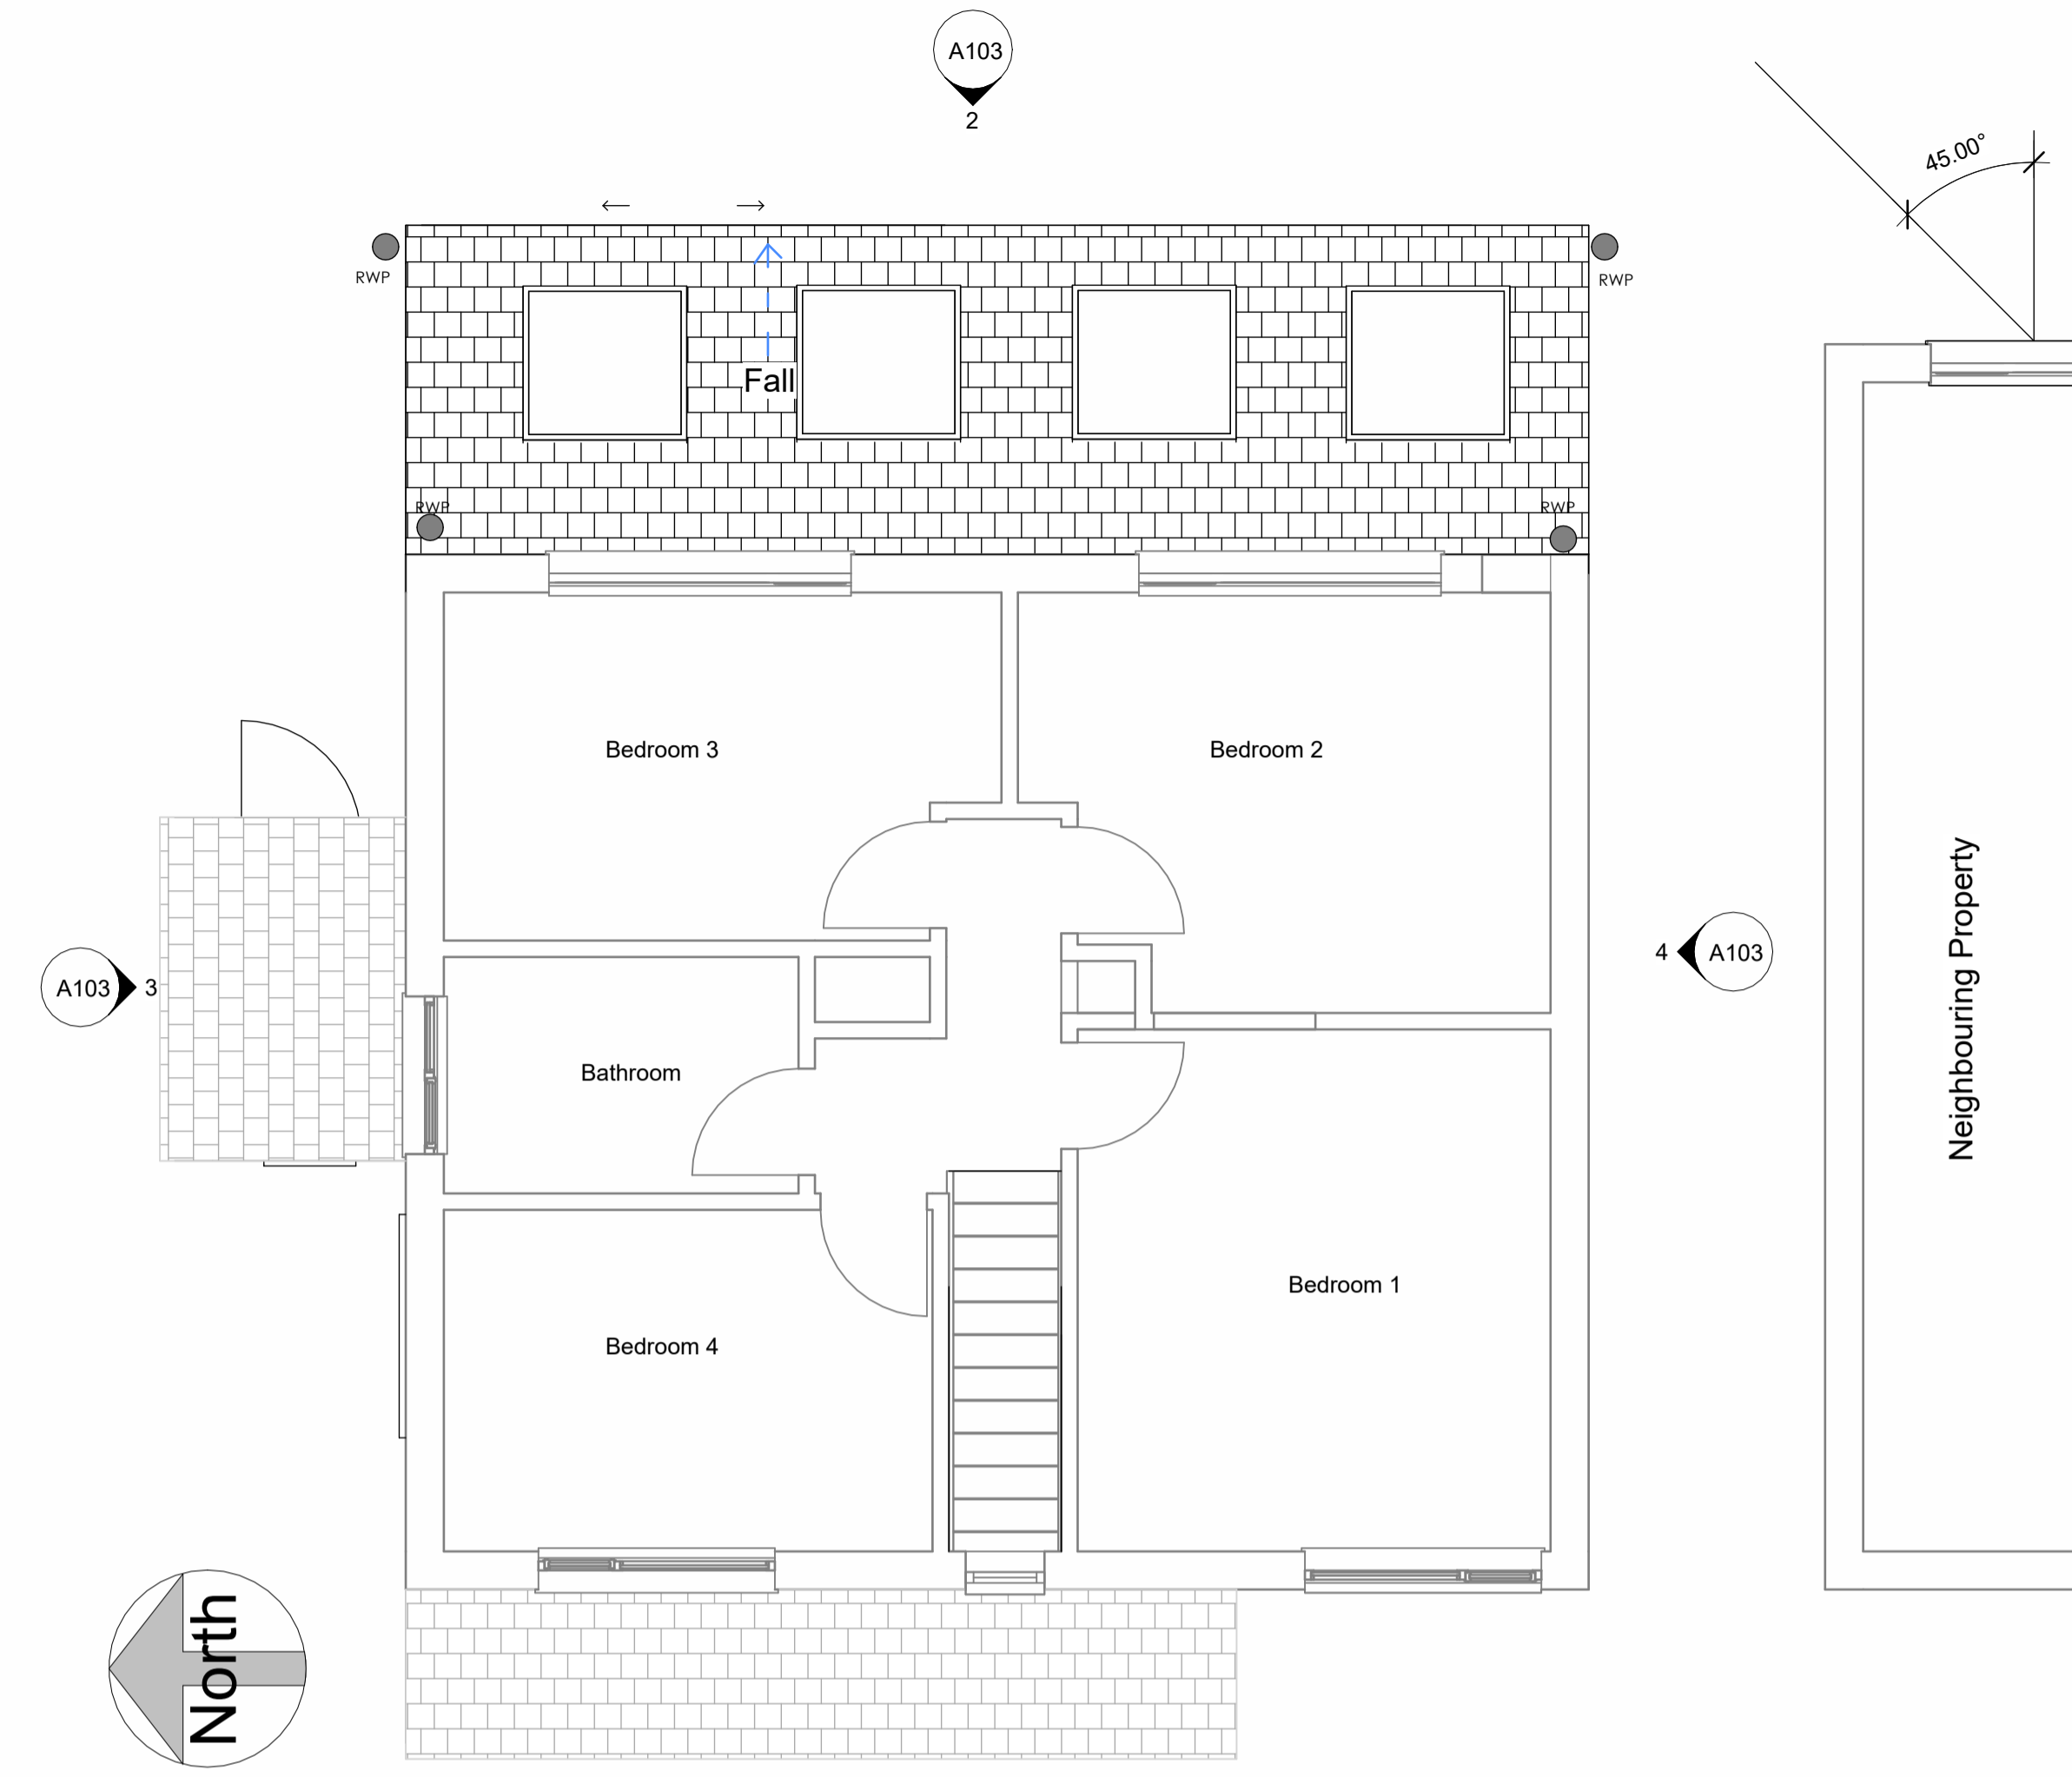 A103
2
45.00°
RWP
RWP
Fall
RWP
RWP
Bedroom 3
Bedroom 2
Neighbouring Property
A103
3
4
A103
Bathroom
Bedroom 1
Bedroom 4
North